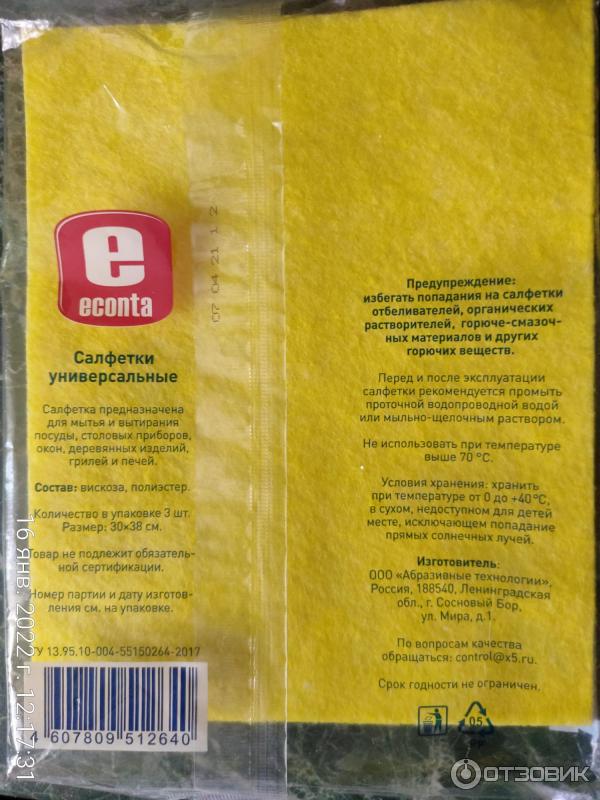 e
econta
Салфетки
универсальные
Салфетка предназначена
для мытья и вытирания
посуды, столовых приборов,
окон, деревянных изделий,
грилей и печей.
Состав: вискоза, полиэстер.
Количество в упаковке 3 шт.
Размер: 30×38 см.
Товар не подлежит обязатель-
ной сертификации.
Номер партии и дату изготов-
ления см. на упаковке.
ТУ 13.95.10-004-55150264-2017
4 607809 512640
07 04 21 1 2
Предупреждение:
избегать попадания на салфетки
отбеливателей, органических
растворителей, горюче-смазоч-
ных материалов и других
горючих веществ.
Перед и после эксплуатации
салфетки рекомендуется промыть
проточной водопроводной водой
или мыльно-щелочным раствором.
Не использовать при температуре
выше 70 °С.
Условия хранения: хранить
при температуре от 0 до +40 °С,
в сухом, недоступном для детей
месте, исключающем попадание
прямых солнечных лучей.
Изготовитель:
ООО «Абразивные технологии»,
Россия, 188540, Ленинградская
обл., г. Сосновый Бор,
ул. Мира, д.1.
По вопросам качества
обращаться: control@x5.ru.
Срок годности не ограничен.
05
PP
16 янв. 2022 г. 12:17:31
ОТЗОВИК